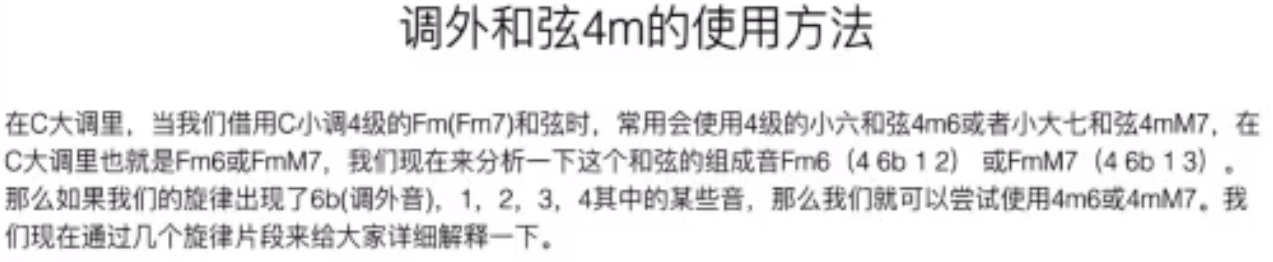 调外和弦4m的使用方法
在C大调里，当我们借用C小调4级的Fm(Fm7)和弦时，常用会使用4级的小六和弦4m6或者小大七和弦4mM7，在
C大调里也就是Fm6或FmM7，我们现在来分析一下这个和弦的组成音Fm6（4 6b 1 2） 或FmM7（4 6b 1 3）。
那么如果我们的旋律出现了6b(调外音)，1，2，3，4其中的某些音，那么我们就可以尝试使用4m6或4mM7。我
们现在通过几个旋律片段来给大家详细解释一下。